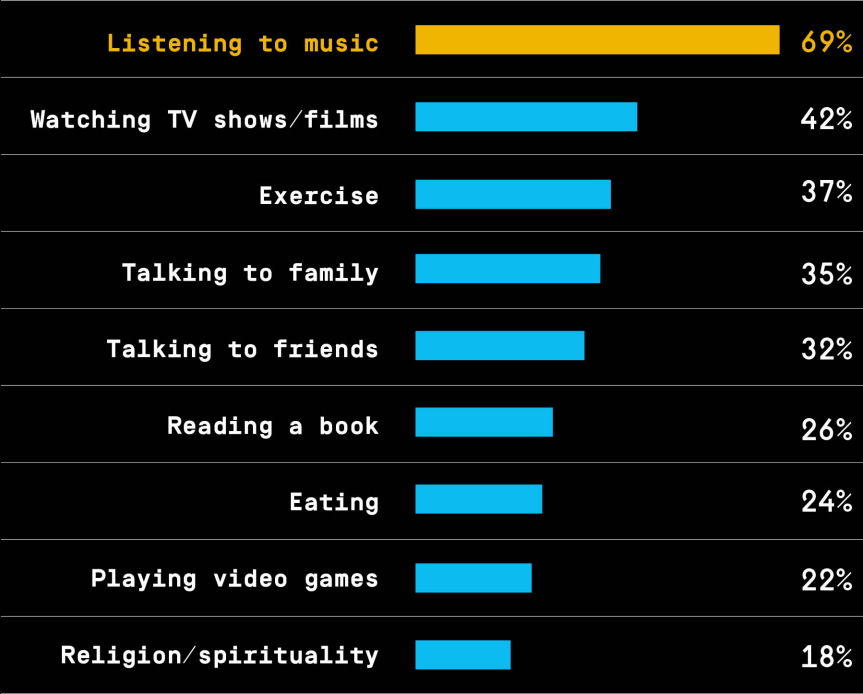 Listening to music 69%
Watching TV shows/films 42%
Exercise 37%
Talking to family 35%
Talking to friends 32%
Reading a book 26%
Eating 24%
Playing video games 22%
Religion/spirituality 18%